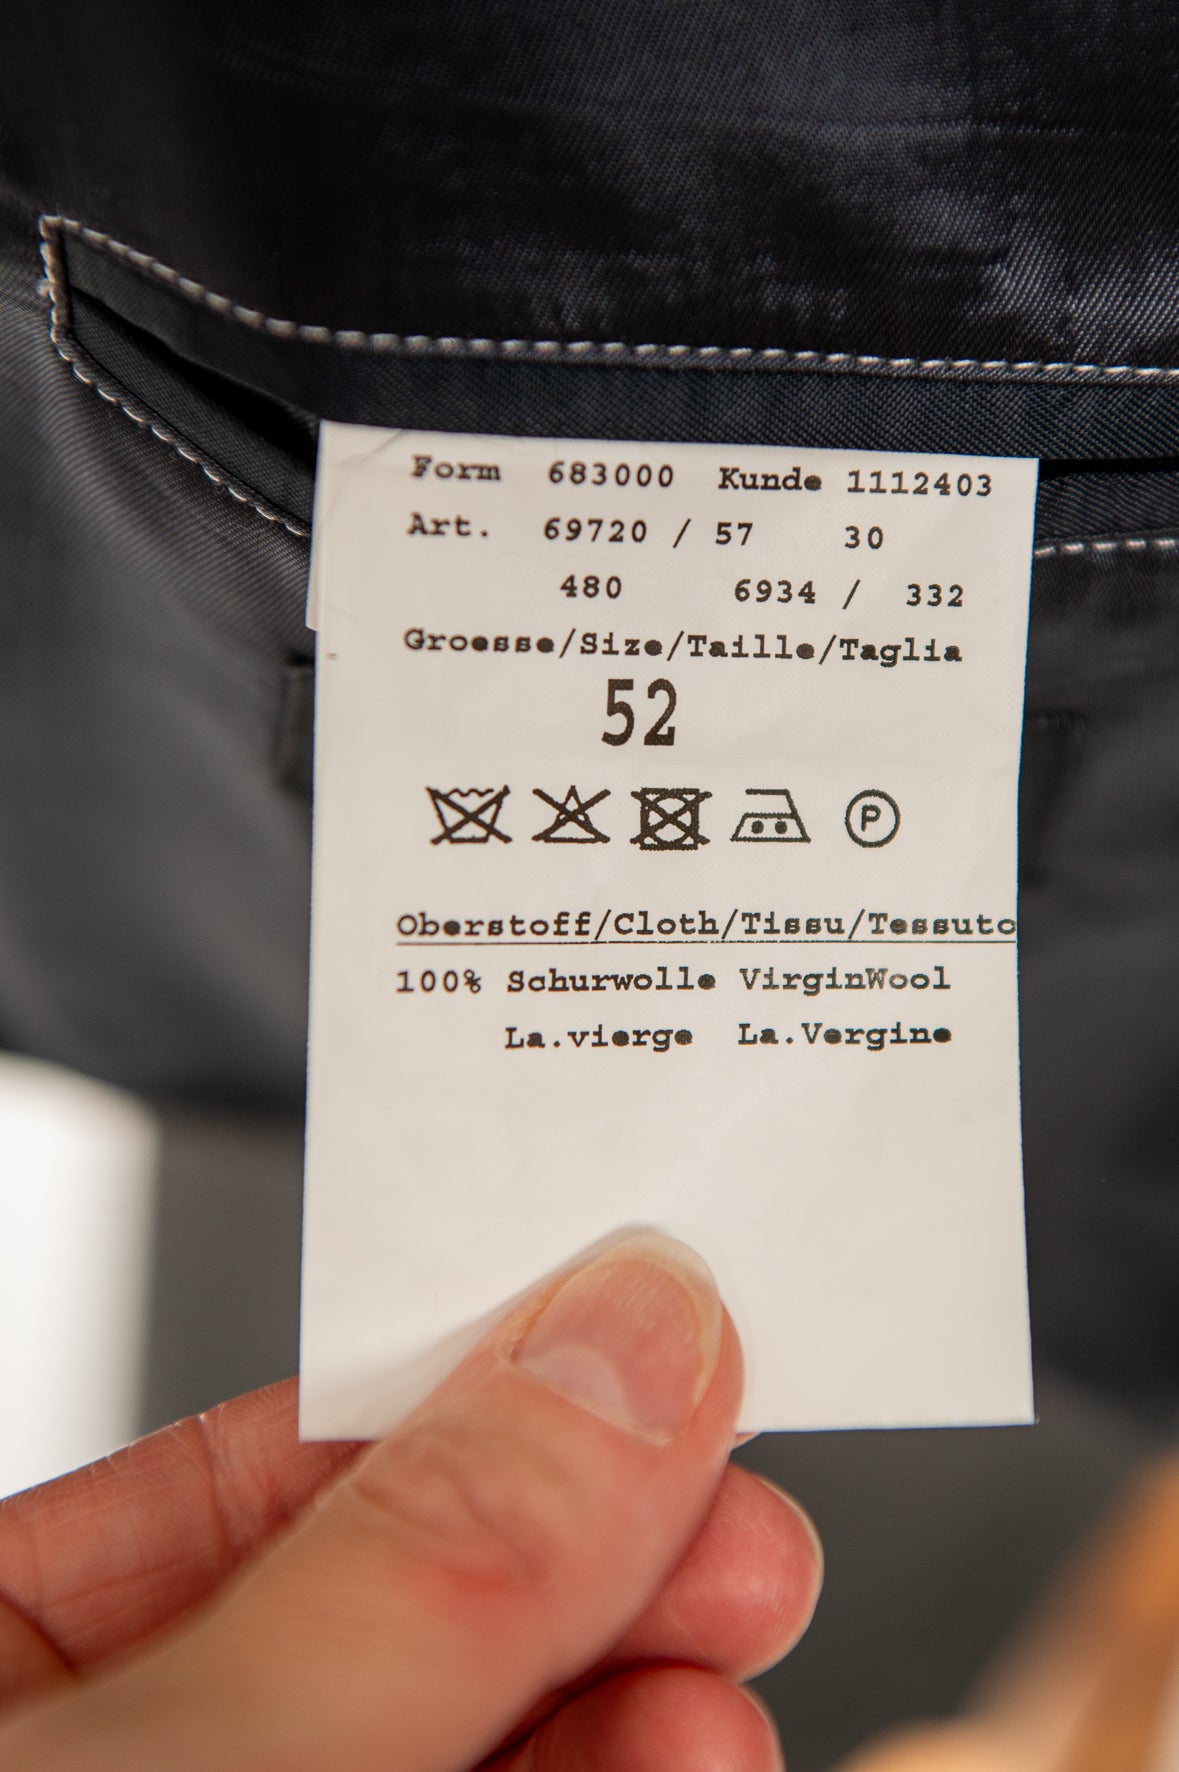 Form 683000 Kunde 1112403
Art. 69720 / 57 30
480 6934 / 332
Groesse/Size/Taille/Taglia
52
P
Oberstoff/Cloth/Tissu/Tessuto
100% Schurwolle VirginWool
La.vierge La.Vergine